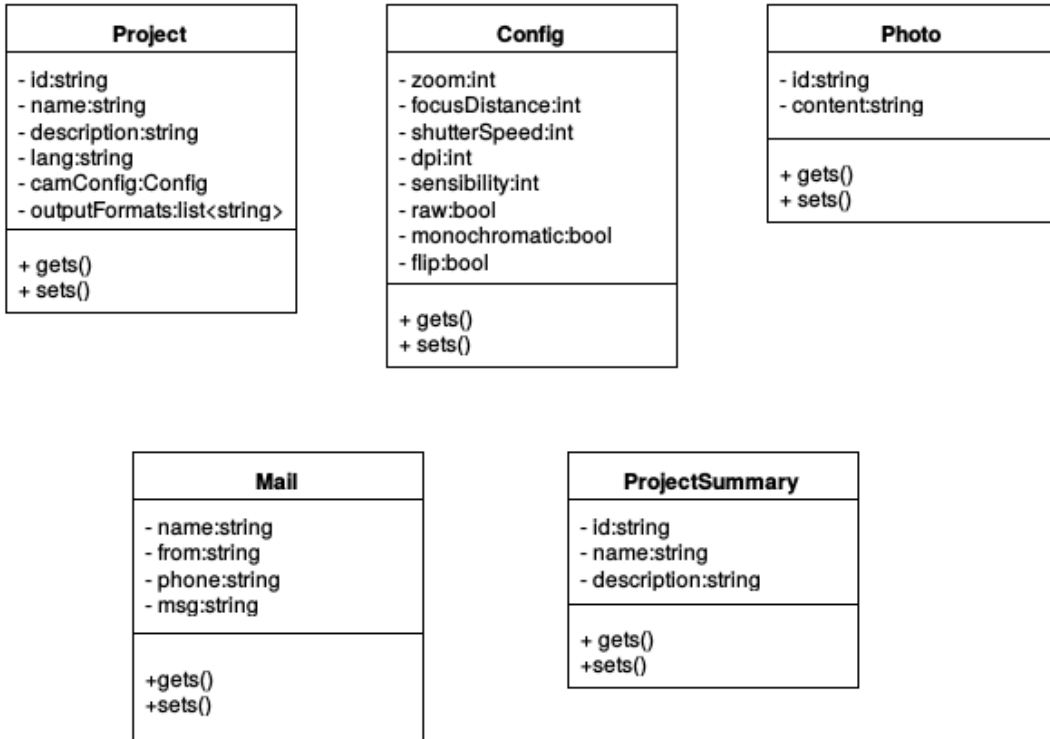 Project
- id:string
- name:string
- description:string
- lang:string
- camConfig:Config
- outputFormats:list<string>
+ gets()
+ sets()
Config
- zoom:int
- focusDistance:int
- shutterSpeed:int
- dpi:int
- sensibility:int
- raw:bool
- monochromatic:bool
- flip:bool
+ gets()
+ sets()
Photo
- id:string
- content:string
+ gets()
+ sets()
Mail
- name:string
- from:string
- phone:string
- msg:string
+gets()
+sets()
ProjectSummary
- id:string
- name:string
- description:string
+ gets()
+sets()